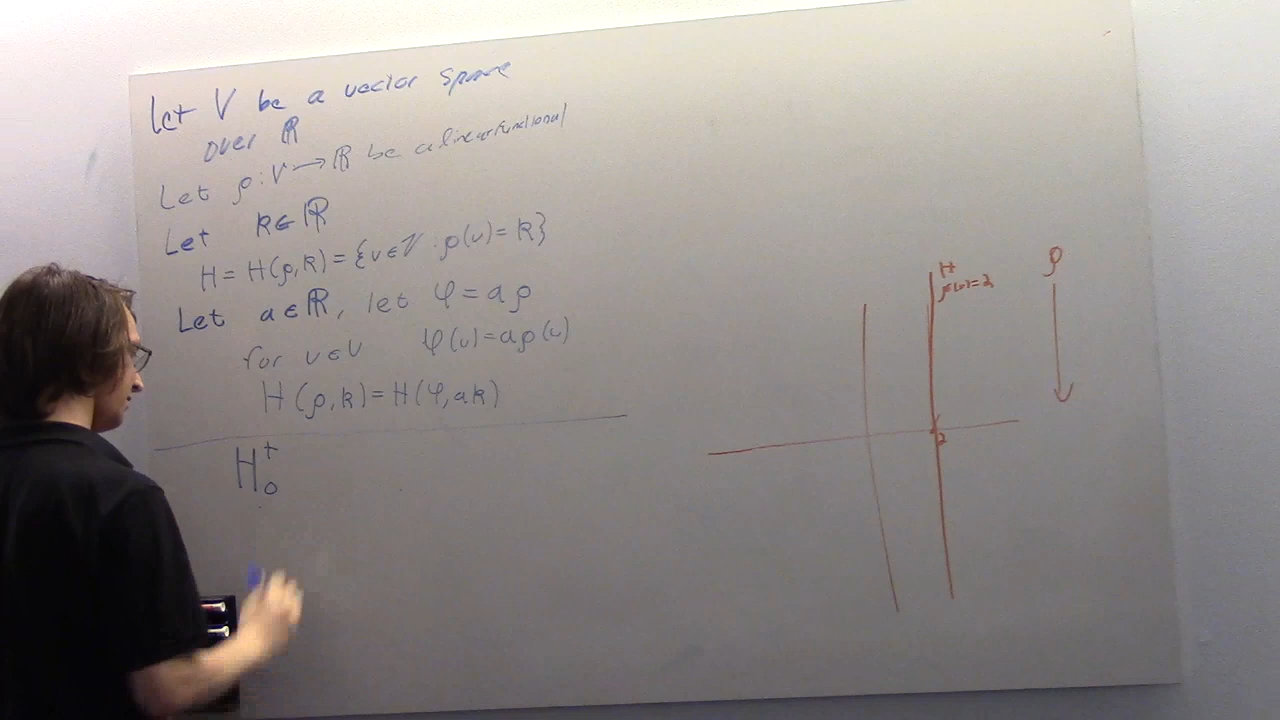 Let V be a vector space
over ℝ
Let ρ: V → ℝ be a linear functional
Let k ∈ ℝ
H = H(ρ, k) = {v ∈ V : ρ(v) = k}
Let a ∈ ℝ, let φ = aρ
for v ∈ V φ(v) = aρ(v)
H(ρ, k) = H(φ, ak)
H₀⁺
H
ρ(v) = 2
2
ρ